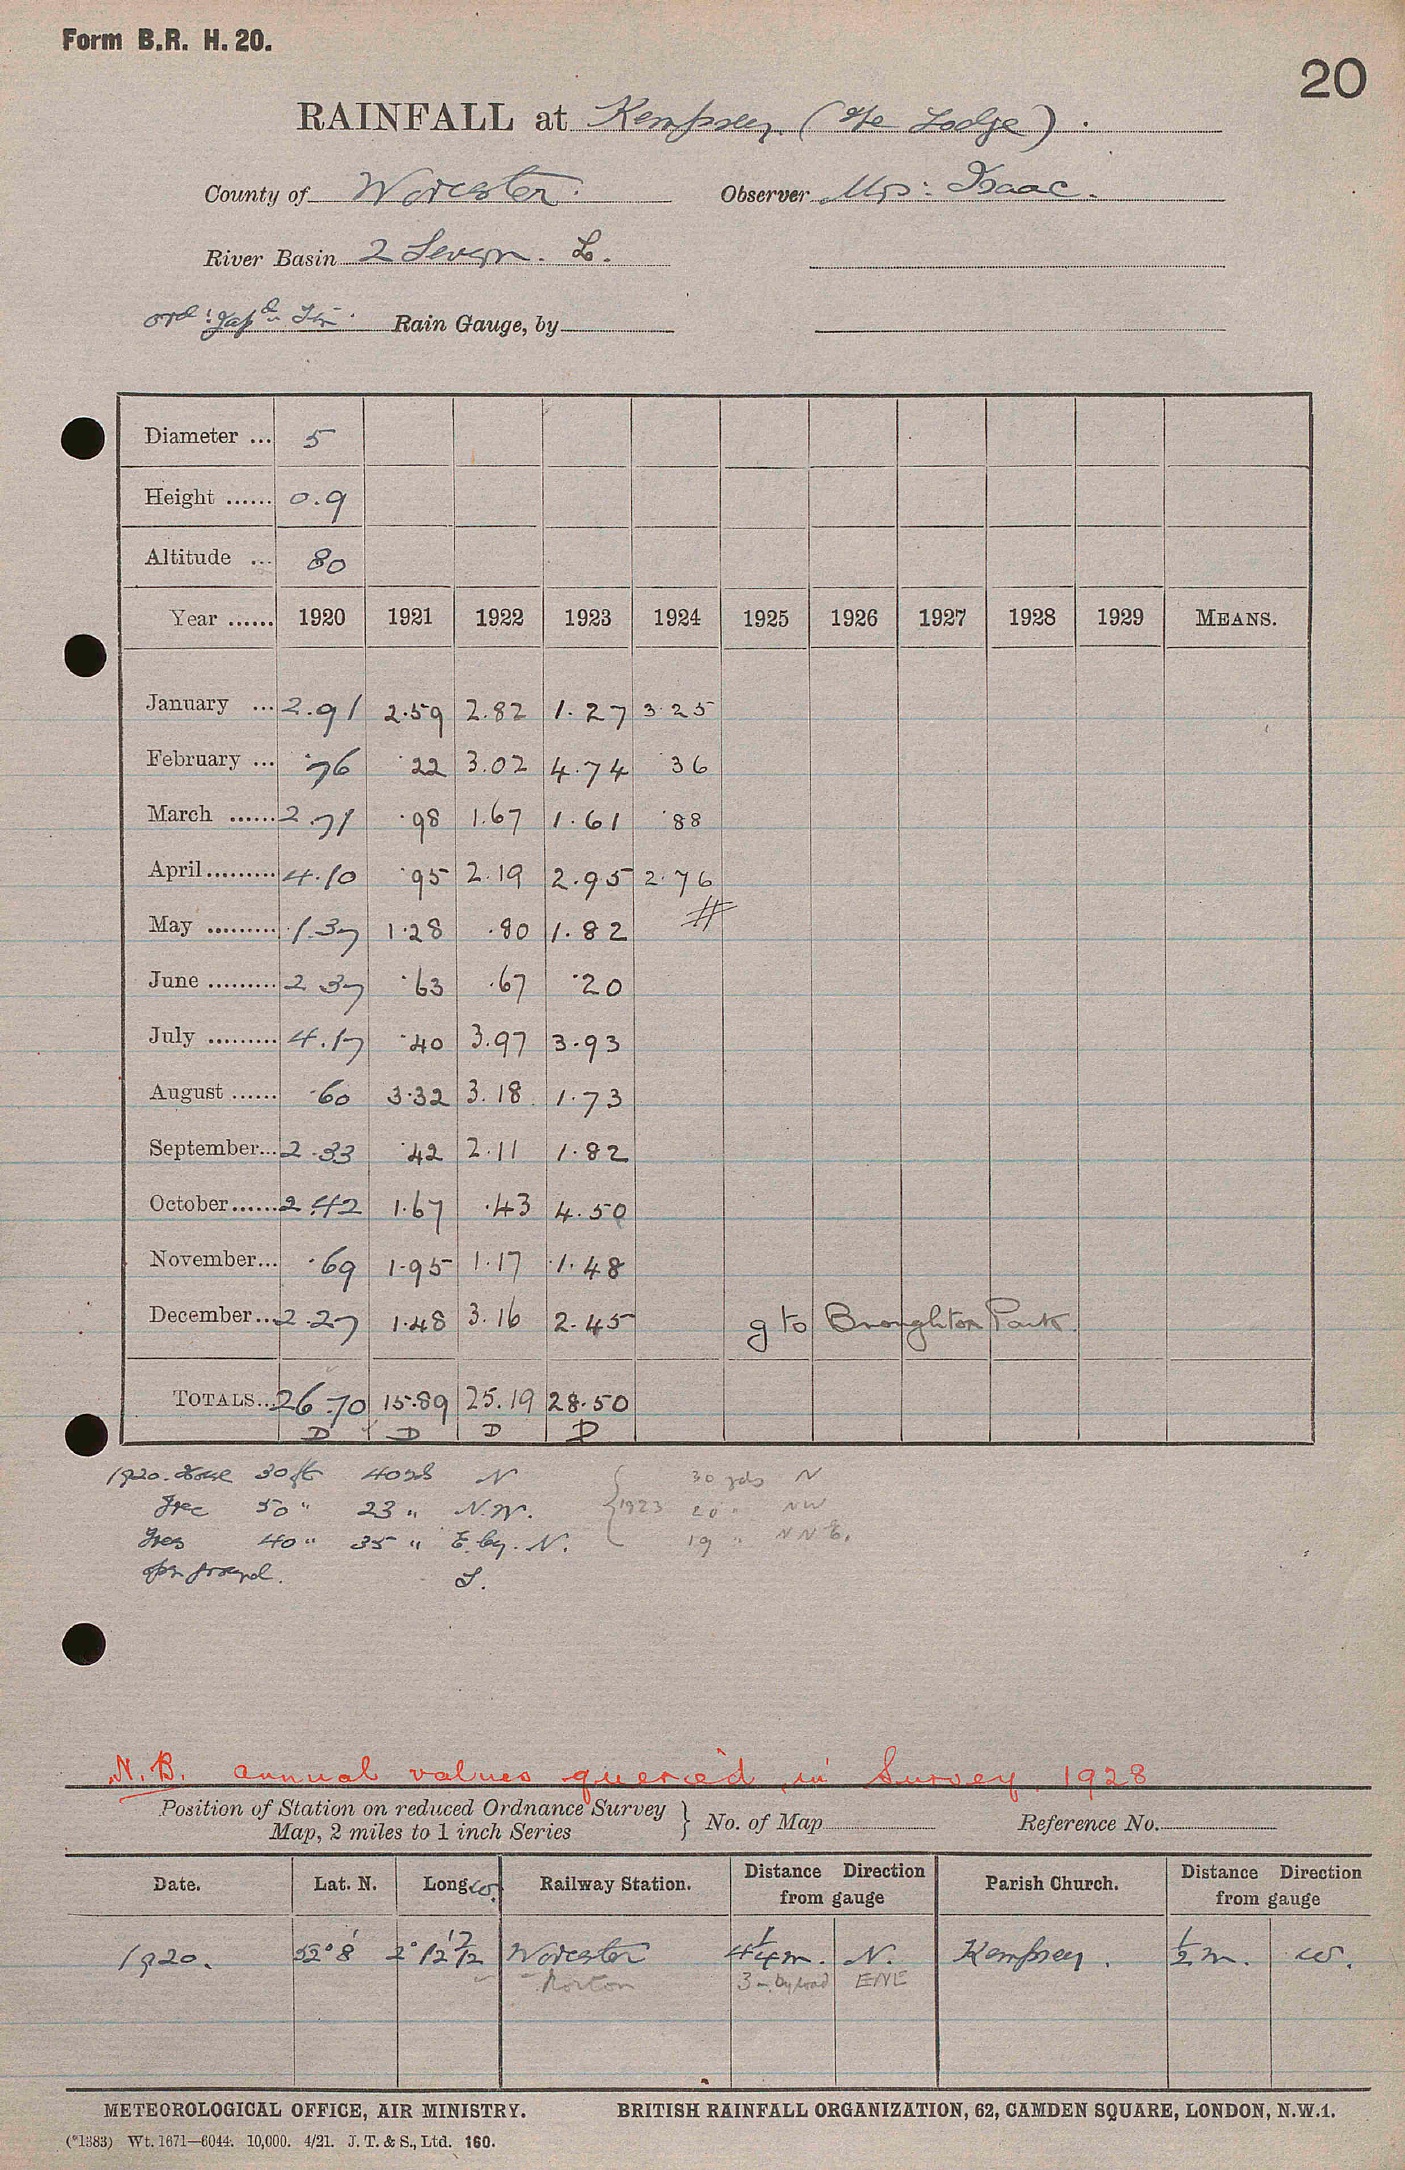 Form B.R. H. 20.
20
RAINFALL at Kempsey (The Lodge).
County of Worcester. Observer Mrs: Isaac.
River Basin 2 Severn. L.
Rain Gauge, by
Diameter ... 5
Height ...... 0.9
Altitude ... 80
Year ...... 1920 1921 1922 1923 1924 1925 1926 1927 1928 1929 MEANS.
January ... 2.91 2.59 2.82 1.27 3.25
February ... .76 .22 3.02 4.74 .36
March ...... 2.71 .98 1.67 1.61 .88
April ......... 4.10 .95 2.19 2.95 2.76
May ......... 1.37 1.28 .80 1.82 #
June ......... 2 37 .63 .67 .20
July ......... 4.17 .40 3.97 3.93
August ...... .60 3.32 3.18 1.73
September... 2.33 .42 2.11 1.82
October...... 2.42 1.67 .43 4.50
November... .69 1.95 1.17 1.48
December... 2.27 1.48 3.16 2.45 g to Broughton Park.
TOTALS... 26.70 15.89 25.19 28.50
D D D D
1920. House 30 ft 40 yds N { 1923 30 yds N
Tree 50 " 23 " N.W. 20 " NW
Trees 40 " 35 " E. by. N. 19 " NNE.
open ground. S.
N.B. annual values queried in Survey 1928
Position of Station on reduced Ordnance Survey
Map, 2 miles to 1 inch Series } No. of Map Reference No.
Date. Lat. N. Long W. Railway Station. Distance Direction from gauge Parish Church. Distance Direction from gauge
1920. 52° 8' 2° 12' 1/2 Worcester 4 1/4 m. N. Kempsey. 1/2 m. W.
Norton 3 m. by road ENE
METEOROLOGICAL OFFICE, AIR MINISTRY. BRITISH RAINFALL ORGANIZATION, 62, CAMDEN SQUARE, LONDON, N.W.1.
(*1383) Wt. 1671—6044. 10,000. 4/21. J. T. & S., Ltd. 160.